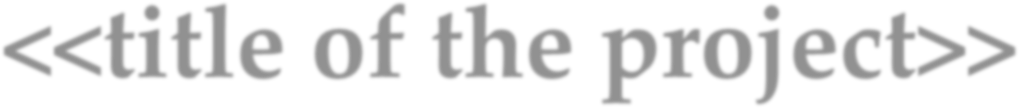 <<title of the project>>